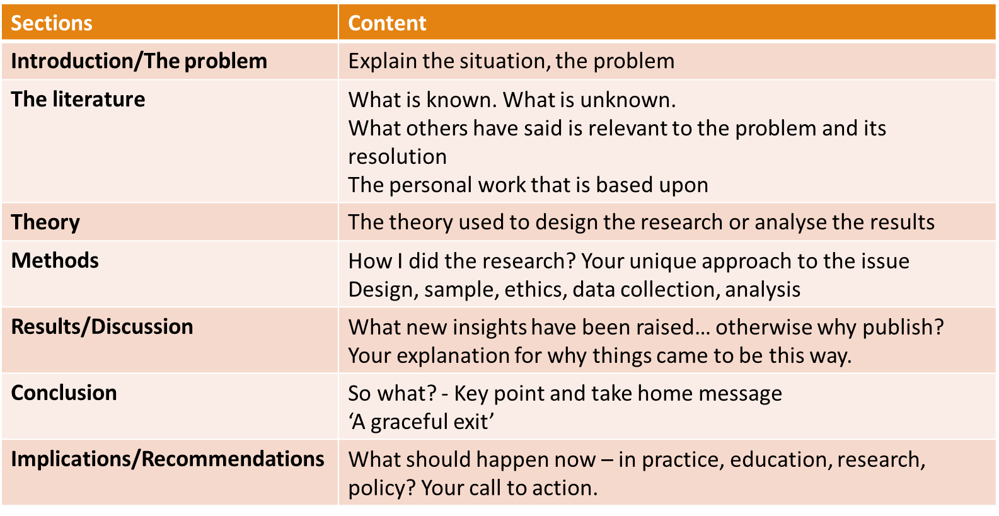 Sections
Content
Introduction/The problem
Explain the situation, the problem
The literature
What is known. What is unknown.
What others have said is relevant to the problem and its
resolution
The personal work that is based upon
Theory
The theory used to design the research or analyse the results
Methods
How I did the research? Your unique approach to the issue
Design, sample, ethics, data collection, analysis
Results/Discussion
What new insights have been raised... otherwise why publish?
Your explanation for why things came to be this way.
Conclusion
So what? - Key point and take home message
‘A graceful exit’
Implications/Recommendations
What should happen now – in practice, education, research,
policy? Your call to action.